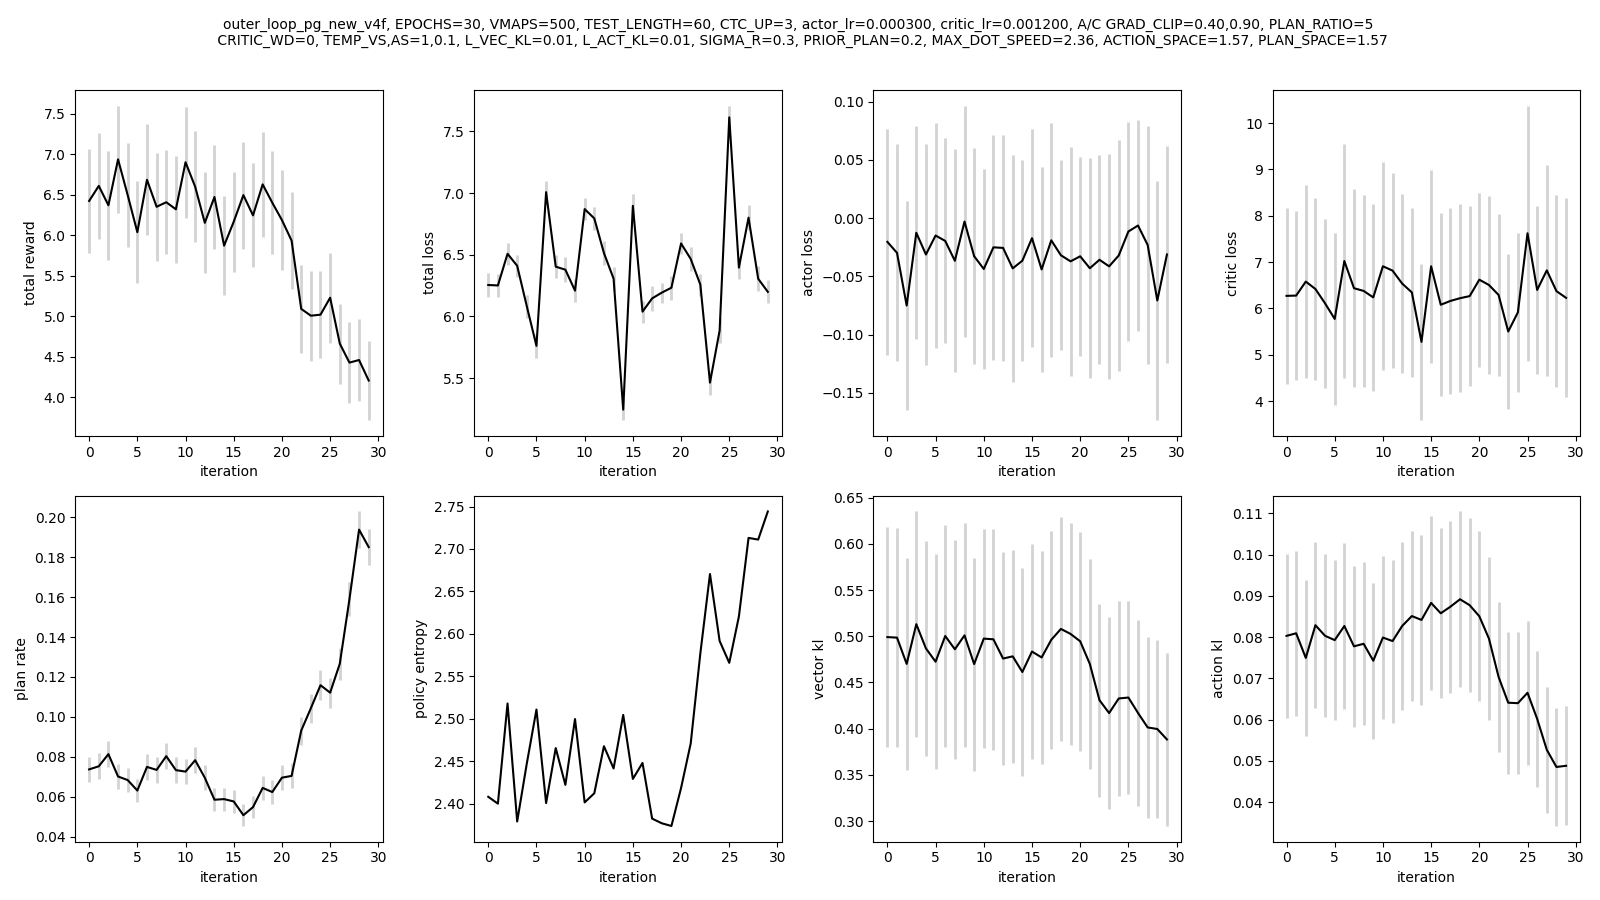 outer_loop_pg_new_v4f, EPOCHS=30, VMAPS=500, TEST_LENGTH=60, CTC_UP=3, actor_lr=0.000300, critic_lr=0.001200, A/C GRAD_CLIP=0.40,0.90, PLAN_RATIO=5
CRITIC_WD=0, TEMP_VS,AS=1,0.1, L_VEC_KL=0.01, L_ACT_KL=0.01, SIGMA_R=0.3, PRIOR_PLAN=0.2, MAX_DOT_SPEED=2.36, ACTION_SPACE=1.57, PLAN_SPACE=1.57
total reward
7.5
7.0
6.5
6.0
5.5
5.0
4.5
4.0
0 5 10 15 20 25 30
iteration
total loss
7.5
7.0
6.5
6.0
5.5
0 5 10 15 20 25 30
iteration
actor loss
0.10
0.05
0.00
−0.05
−0.10
−0.15
0 5 10 15 20 25 30
iteration
critic loss
10
9
8
7
6
5
4
0 5 10 15 20 25 30
iteration
plan rate
0.20
0.18
0.16
0.14
0.12
0.10
0.08
0.06
0.04
0 5 10 15 20 25 30
iteration
policy entropy
2.75
2.70
2.65
2.60
2.55
2.50
2.45
2.40
0 5 10 15 20 25 30
iteration
vector kl
0.65
0.60
0.55
0.50
0.45
0.40
0.35
0.30
0 5 10 15 20 25 30
iteration
action kl
0.11
0.10
0.09
0.08
0.07
0.06
0.05
0.04
0 5 10 15 20 25 30
iteration